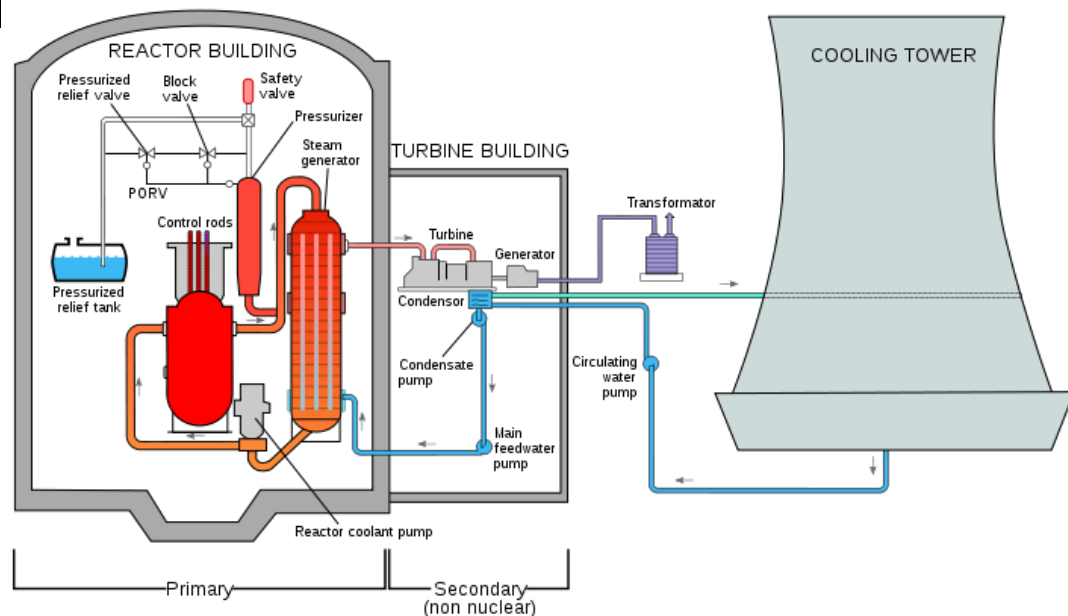 REACTOR BUILDING
COOLING TOWER
Pressurized
relief valve
Block
valve
Safety
valve
Pressurizer
Steam
generator
TURBINE BUILDING
PORV
Control rods
Transformator
Turbine
Generator
Pressurized
relief tank
Condensor
Condensate
pump
Circulating
water
pump
Main
feedwater
pump
Reactor coolant pump
Primary
Secondary
(non nuclear)